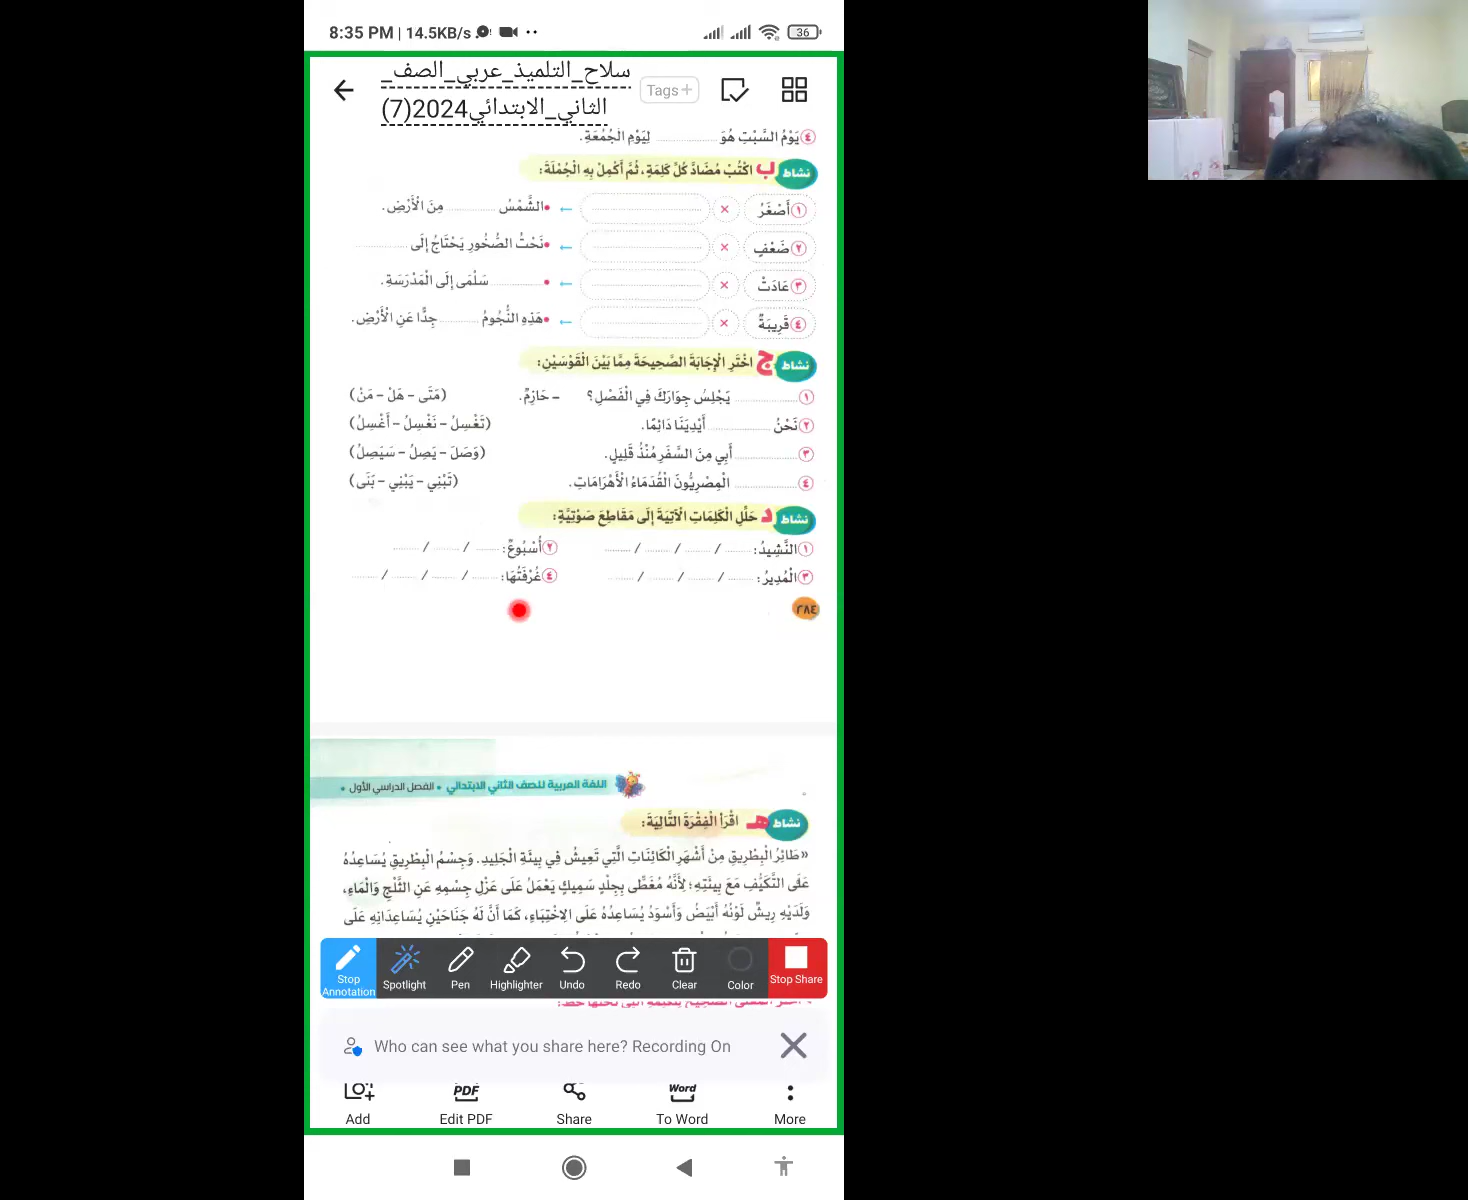 8:35 PM | 14.5KB/s
36
سلاح_التلميذ_عربي_الصف_
الثاني_الابتدائي2024(7)
Tags+
٤ يَوْمُ السَّبْتِ هُوَ ............ لِيَوْمِ الْجُمُعَةِ.
نشاط ب اكْتُبْ مُضَادَّ كُلِّ كَلِمَةٍ، ثُمَّ أَكْمِلْ بِهِ الْجُمْلَةَ:
١ أَصْغَرُ × ............ ← • الشَّمْسُ ............ مِنَ الْأَرْضِ.
٢ ضَعْفٍ × ............ ← • نَحْتُ الصُّخُورِ يَحْتَاجُ إِلَى ............
٣ عَادَتْ × ............ ← • ............ سَلْمَى إِلَى الْمَدْرَسَةِ.
٤ قَرِيبَةٌ × ............ ← • هَذِهِ النُّجُومُ ............ جِدًّا عَنِ الْأَرْضِ.
نشاط ج اخْتَرِ الْإِجَابَةَ الصَّحِيحَةَ مِمَّا بَيْنَ الْقَوْسَيْنِ:
١ ............ يَجْلِسُ جِوَارَكَ فِي الْفَصْلِ؟ - حَازِمٌ. (مَتَى - هَلْ - مَنْ)
٢ نَحْنُ ............ أَيْدِيَنَا دَائِمًا. (تَغْسِلُ - نَغْسِلُ - أَغْسِلُ)
٣ ............ أَبِي مِنَ السَّفَرِ مُنْذُ قَلِيلٍ. (وَصَلَ - يَصِلُ - سَيَصِلُ)
٤ ............ الْمِصْرِيُّونَ الْقُدَمَاءُ الْأَهْرَامَاتِ. (تَبْنِي - يَبْنِي - بَنَى)
نشاط د حَلِّلِ الْكَلِمَاتِ الْآتِيَةَ إِلَى مَقَاطِعَ صَوْتِيَّةٍ:
١ النَّشِيدُ: ...... / ...... / ...... / ...... ٢ أُسْبُوعٌ: ...... / ...... / ......
٣ الْمُدِيرُ: ...... / ...... / ...... / ...... ٤ غُرْفَتُهَا: ...... / ...... / ...... / ......
٢٨٤
اللغة العربية للصف الثاني الابتدائي • الفصل الدراسي الأول •
نشاط هـ اقْرَأِ الْفِقْرَةَ التَّالِيَةَ:
«طَائِرُ الْبِطْرِيقِ مِنْ أَشْهَرِ الْكَائِنَاتِ الَّتِي تَعِيشُ فِي بِيئَةِ الْجَلِيدِ. وَجِسْمُ الْبِطْرِيقِ يُسَاعِدُهُ
عَلَى التَّكَيُّفِ مَعَ بِيئَتِهِ؛ لِأَنَّهُ مُغَطًّى بِجِلْدٍ سَمِيكٍ يَعْمَلُ عَلَى عَزْلِ جِسْمِهِ عَنِ الثَّلْجِ وَالْمَاءِ،
وَلَدَيْهِ رِيشٌ لَوْنُهُ أَبْيَضُ وَأَسْوَدُ يُسَاعِدُهُ عَلَى الِاخْتِبَاءِ، كَمَا أَنَّ لَهُ جَنَاحَيْنِ يُسَاعِدَانِهِ عَلَى
Stop Annotation
Spotlight
Pen
Highlighter
Undo
Redo
Clear
Color
Stop Share
Who can see what you share here? Recording On
Add
PDF
Edit PDF
Share
Word
To Word
More